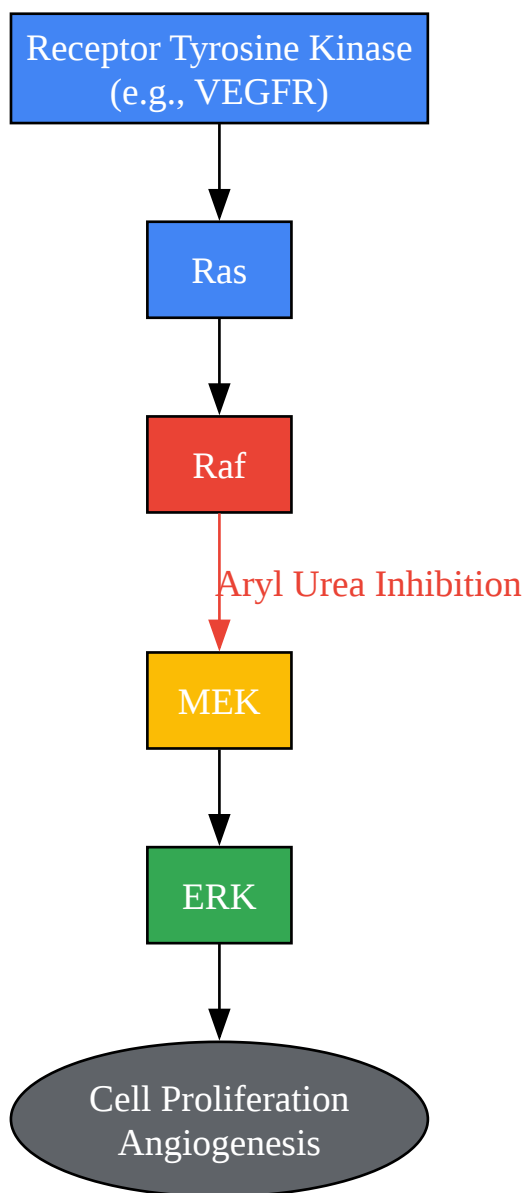 Receptor Tyrosine Kinase
(e.g., VEGFR)
Ras
Raf
Aryl Urea Inhibition
MEK
ERK
Cell Proliferation
Angiogenesis